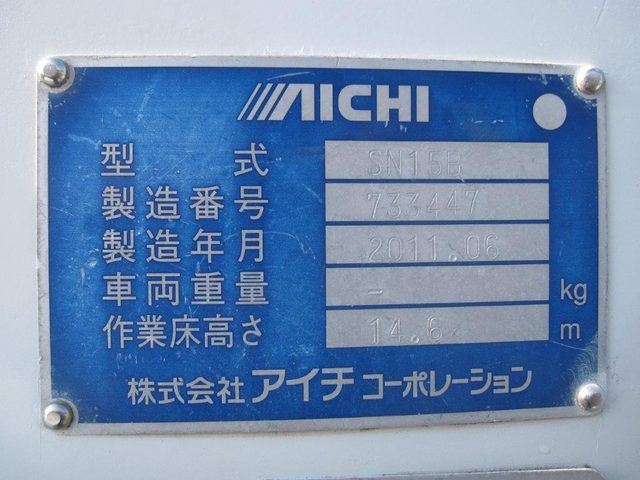 AICHI
型式 SN15B
製造番号 733447
製造年月 2011.06
車両重量 - kg
作業床高さ 14.6 m
株式会社アイチコーポレーション